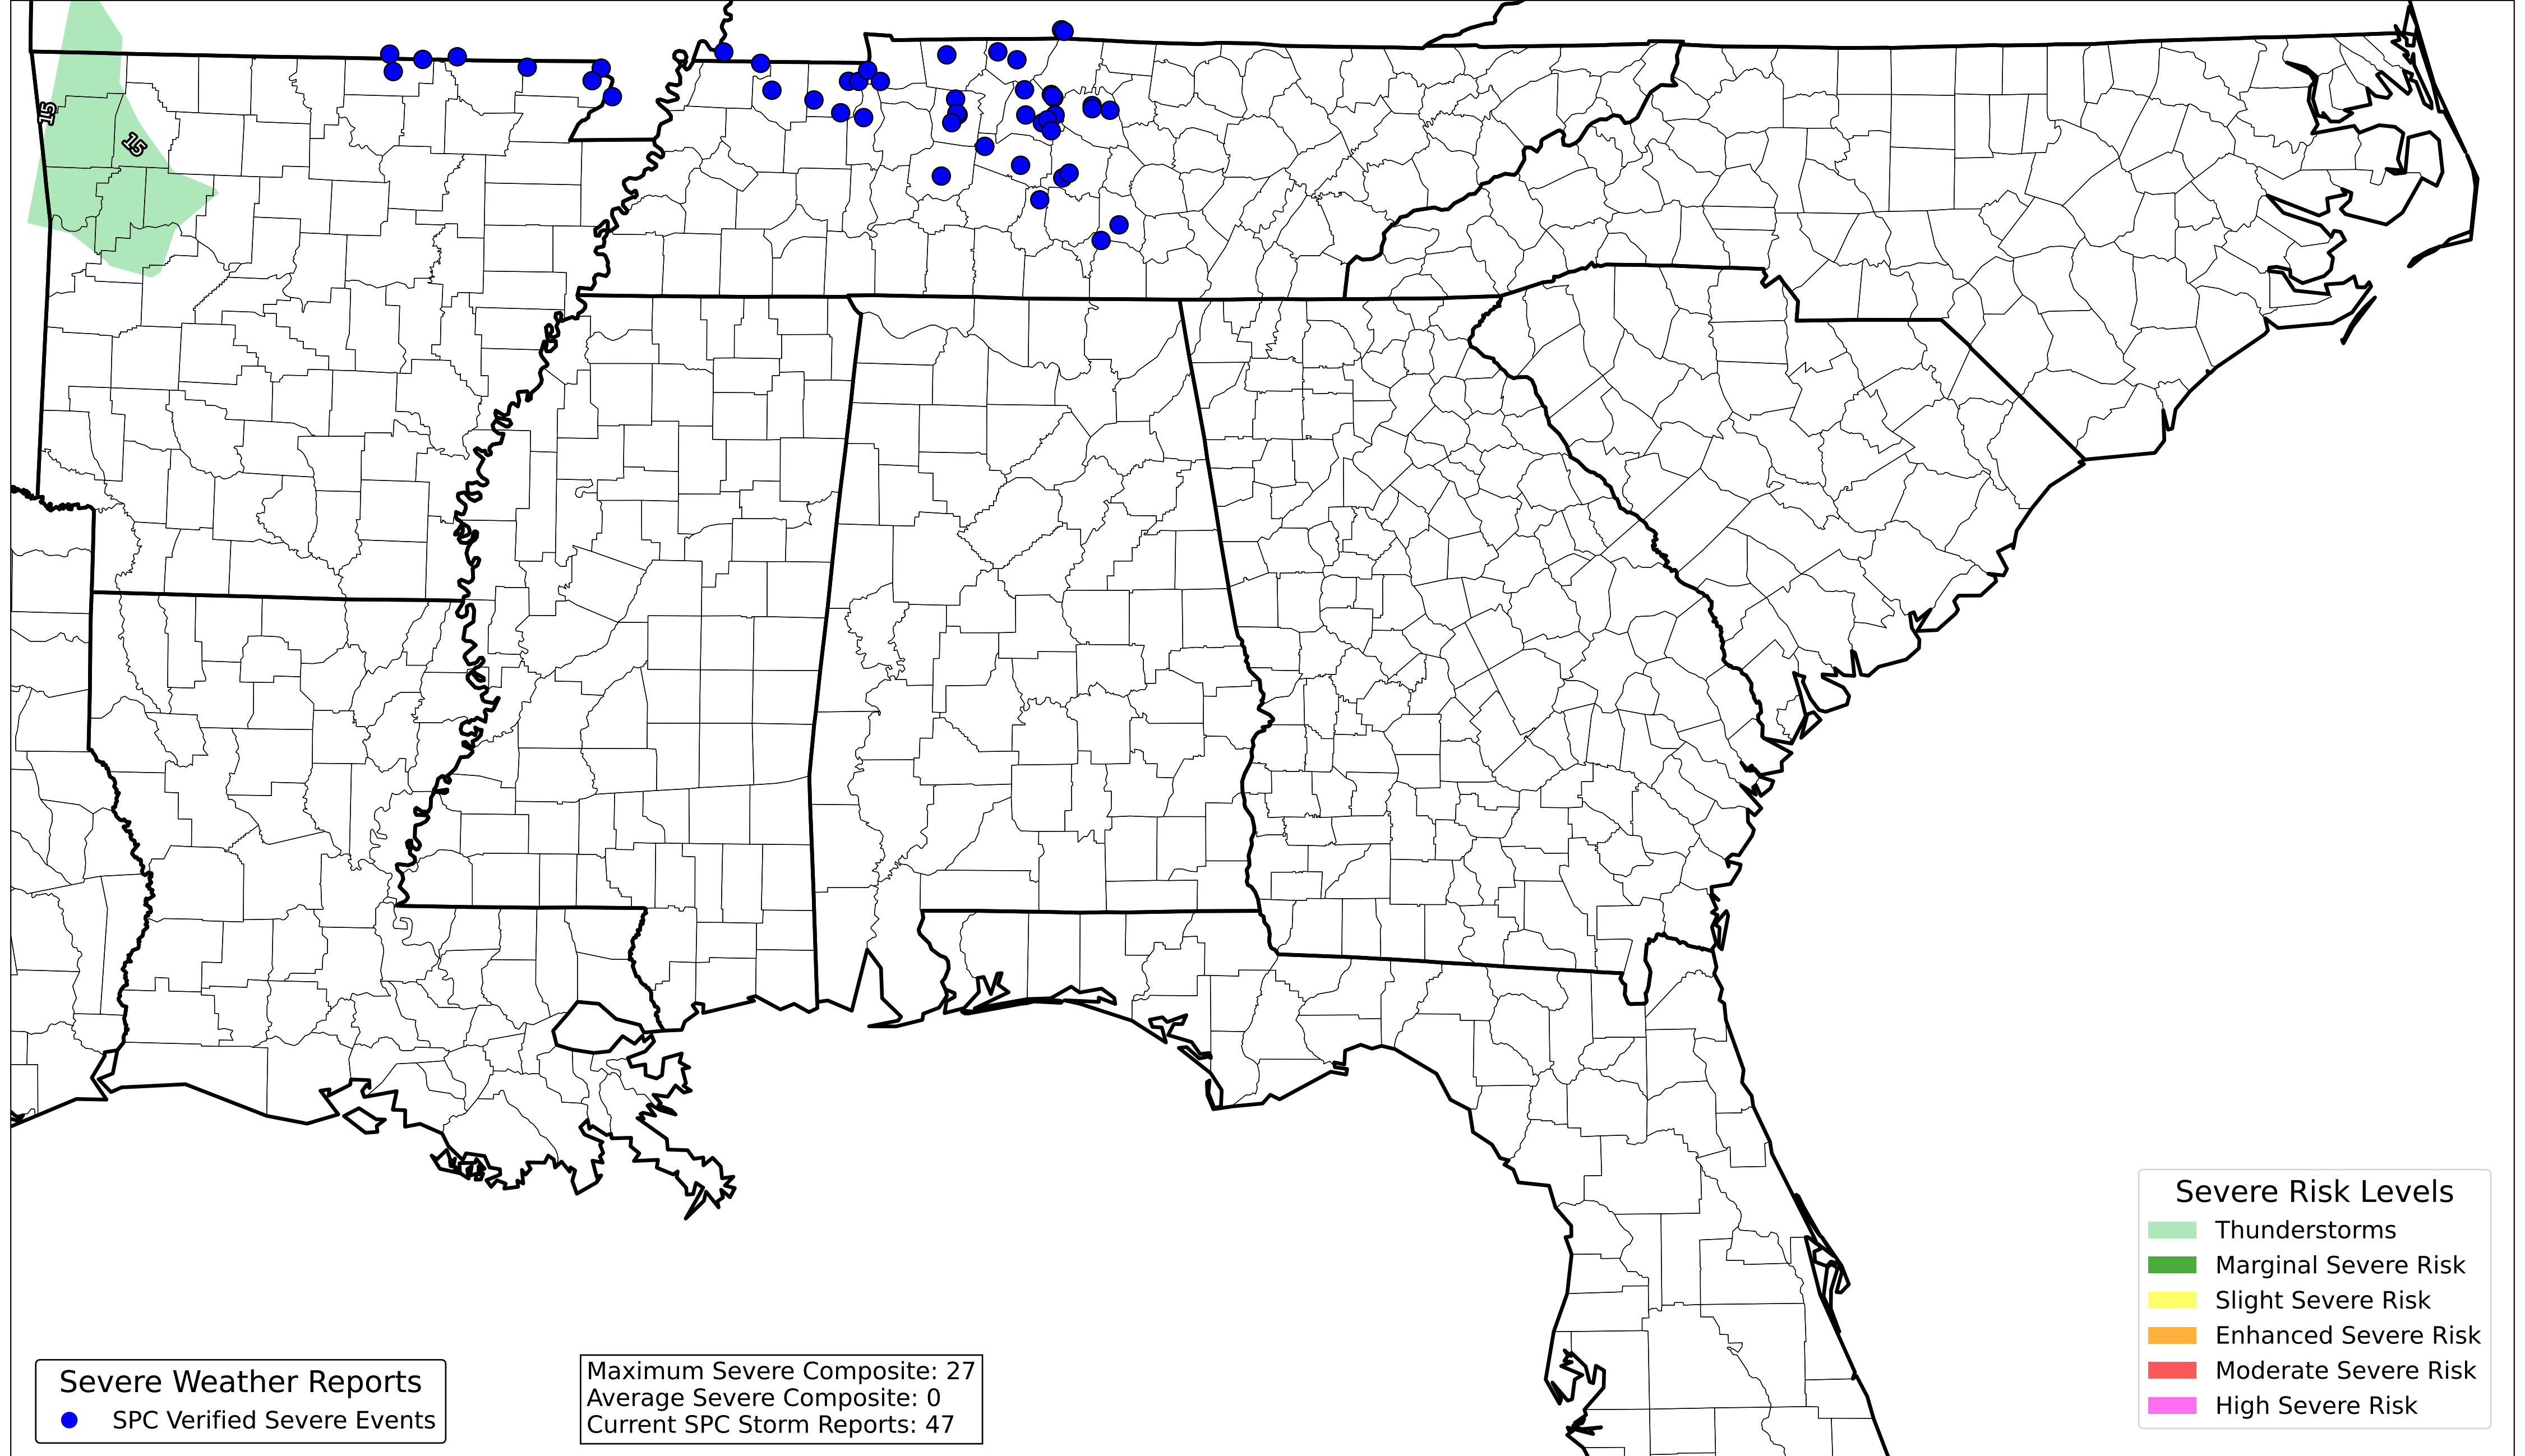 15
15
Severe Risk Levels
Thunderstorms
Marginal Severe Risk
Slight Severe Risk
Enhanced Severe Risk
Moderate Severe Risk
High Severe Risk
Severe Weather Reports
SPC Verified Severe Events
Maximum Severe Composite: 27
Average Severe Composite: 0
Current SPC Storm Reports: 47